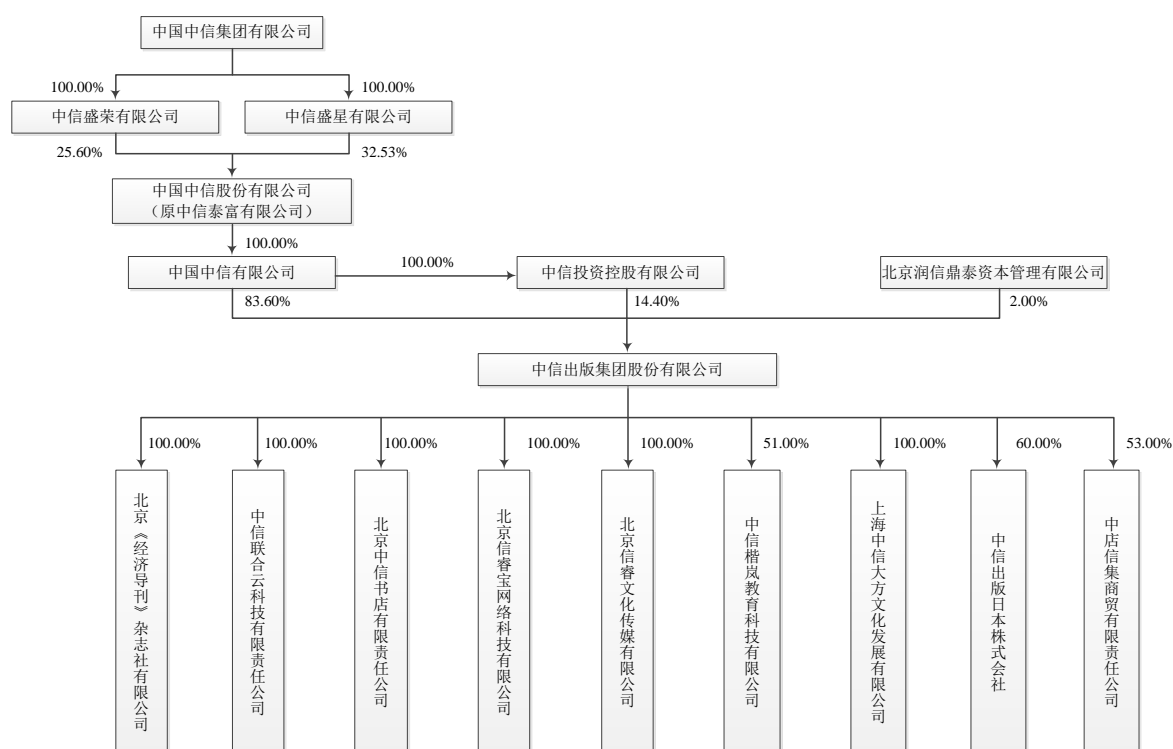 中国中信集团有限公司
100.00%
100.00%
中信盛荣有限公司
中信盛星有限公司
25.60%
32.53%
中国中信股份有限公司
（原中信泰富有限公司）
100.00%
中国中信有限公司
100.00%
中信投资控股有限公司
北京润信鼎泰资本管理有限公司
83.60%
14.40%
2.00%
中信出版集团股份有限公司
100.00%
100.00%
100.00%
100.00%
100.00%
51.00%
100.00%
60.00%
53.00%
北京《经济导刊》杂志社有限公司
中信联合云科技有限责任公司
北京中信书店有限责任公司
北京信睿宝网络科技有限公司
北京信睿文化传媒有限公司
中信楷岚教育科技有限公司
上海中信大方文化发展有限公司
中信出版日本株式会社
中店信集商贸有限责任公司